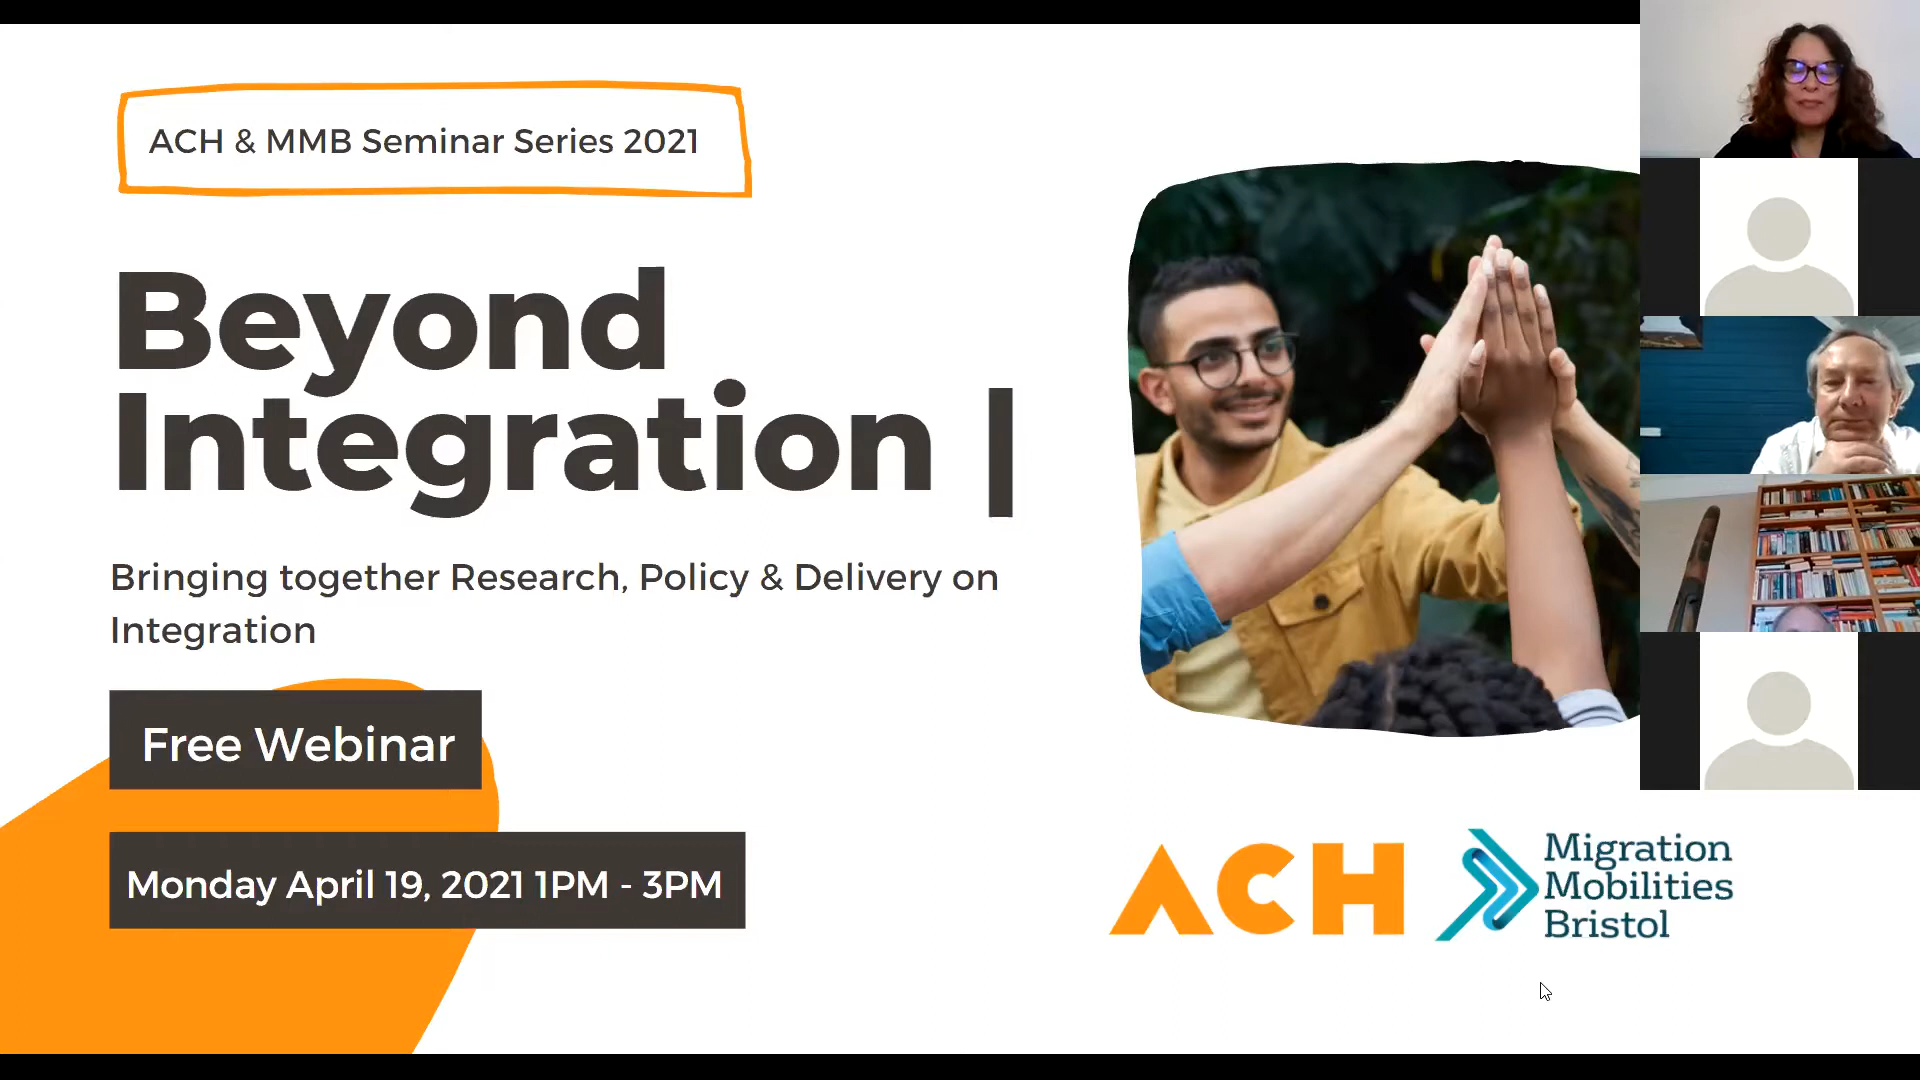 ACH & MMB Seminar Series 2021
Beyond
Integration |
Bringing together Research, Policy & Delivery on
Integration
Free Webinar
Monday April 19, 2021 1PM - 3PM
ACH
Migration
Mobilities
Bristol